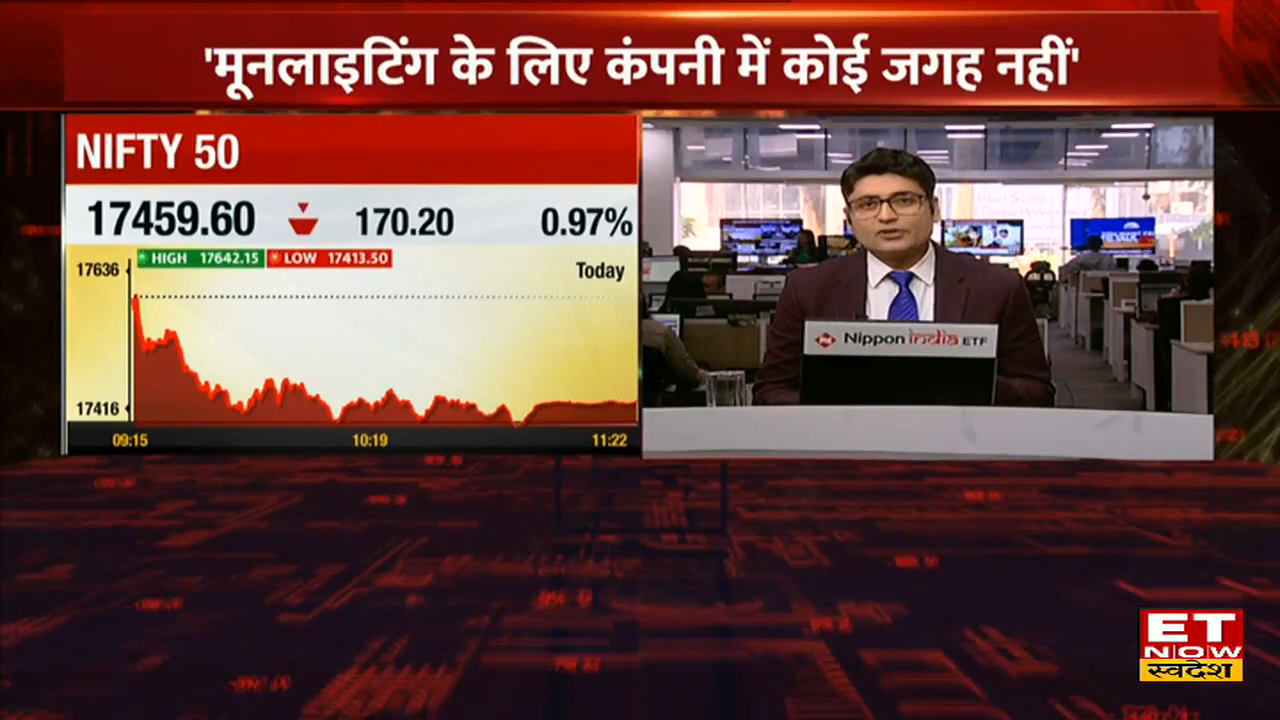 'मूनलाइटिंग के लिए कंपनी में कोई जगह नहीं'
NIFTY 50
17459.60 170.20 0.97%
HIGH 17642.15 LOW 17413.50
17636
Today
17416
09:15 10:19 11:22
Nippon india ETF
ET
NOW
स्वदेश